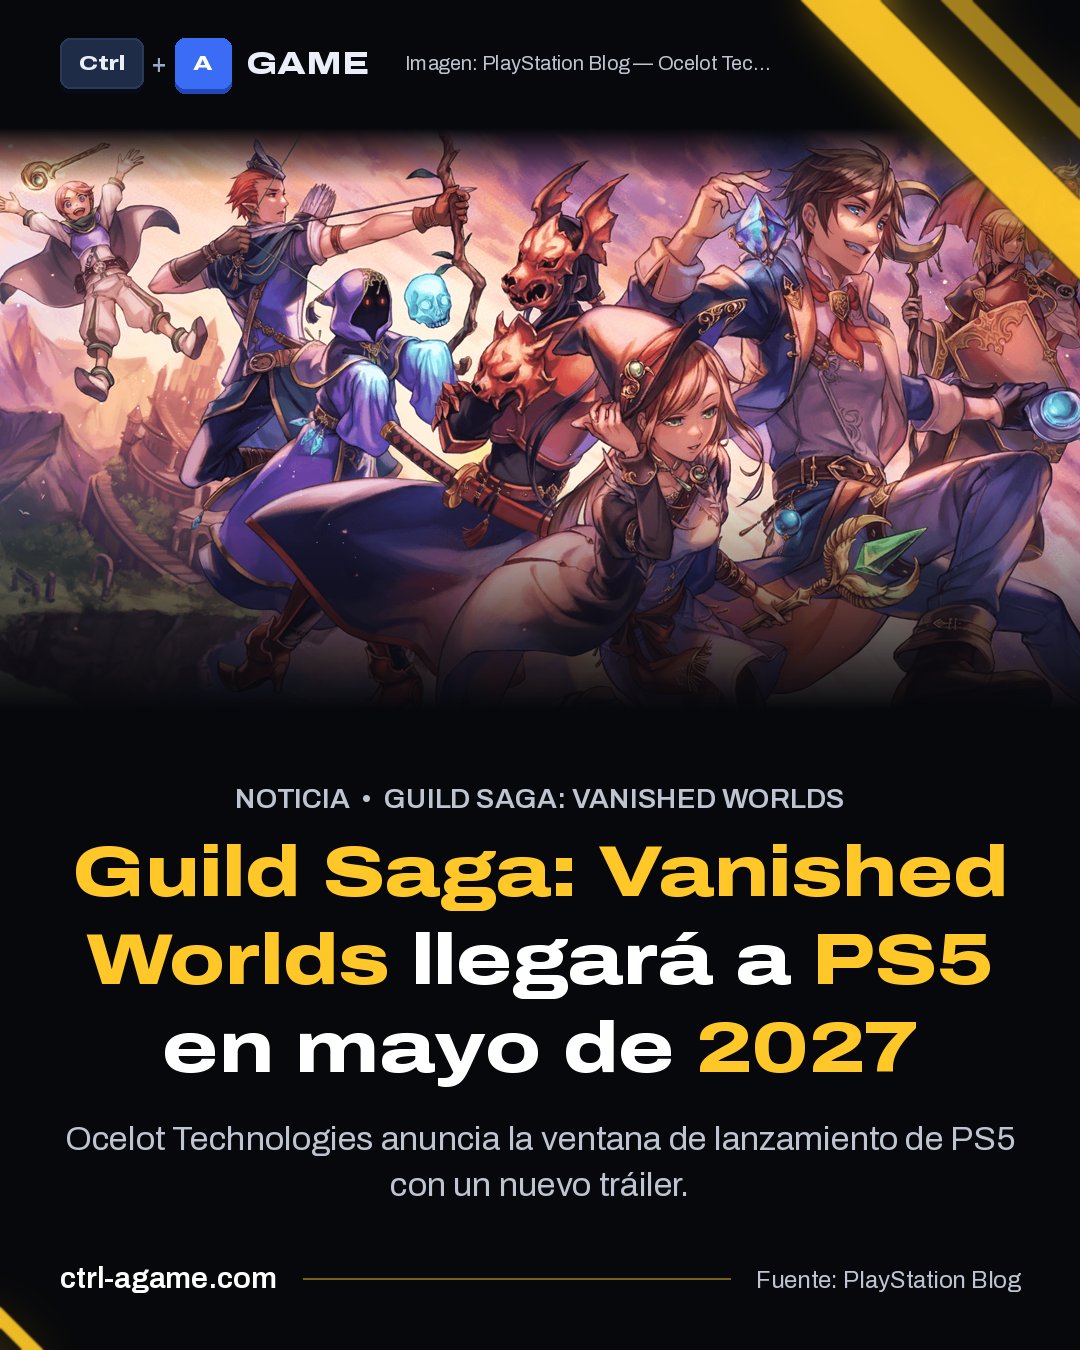 Ctrl + A GAME Imagen: PlayStation Blog — Ocelot Tec...
NOTICIA • GUILD SAGA: VANISHED WORLDS
Guild Saga: Vanished
Worlds llegará a PS5
en mayo de 2027
Ocelot Technologies anuncia la ventana de lanzamiento de PS5
con un nuevo tráiler.
ctrl-agame.com Fuente: PlayStation Blog